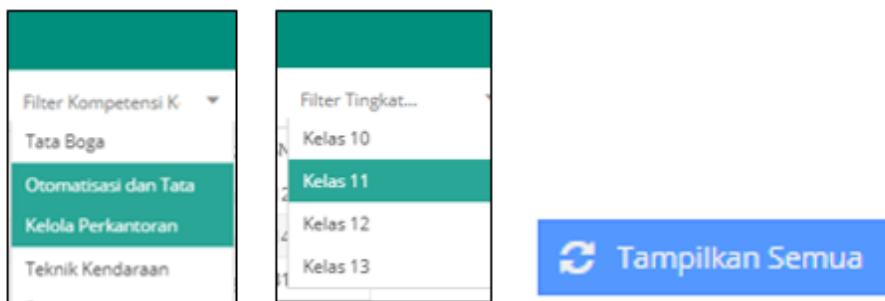 Filter Kompetensi K
Tata Boga
Otomatisasi dan Tata
Kelola Perkantoran
Teknik Kendaraan
Filter Tingkat...
Kelas 10
Kelas 11
Kelas 12
Kelas 13
Tampilkan Semua